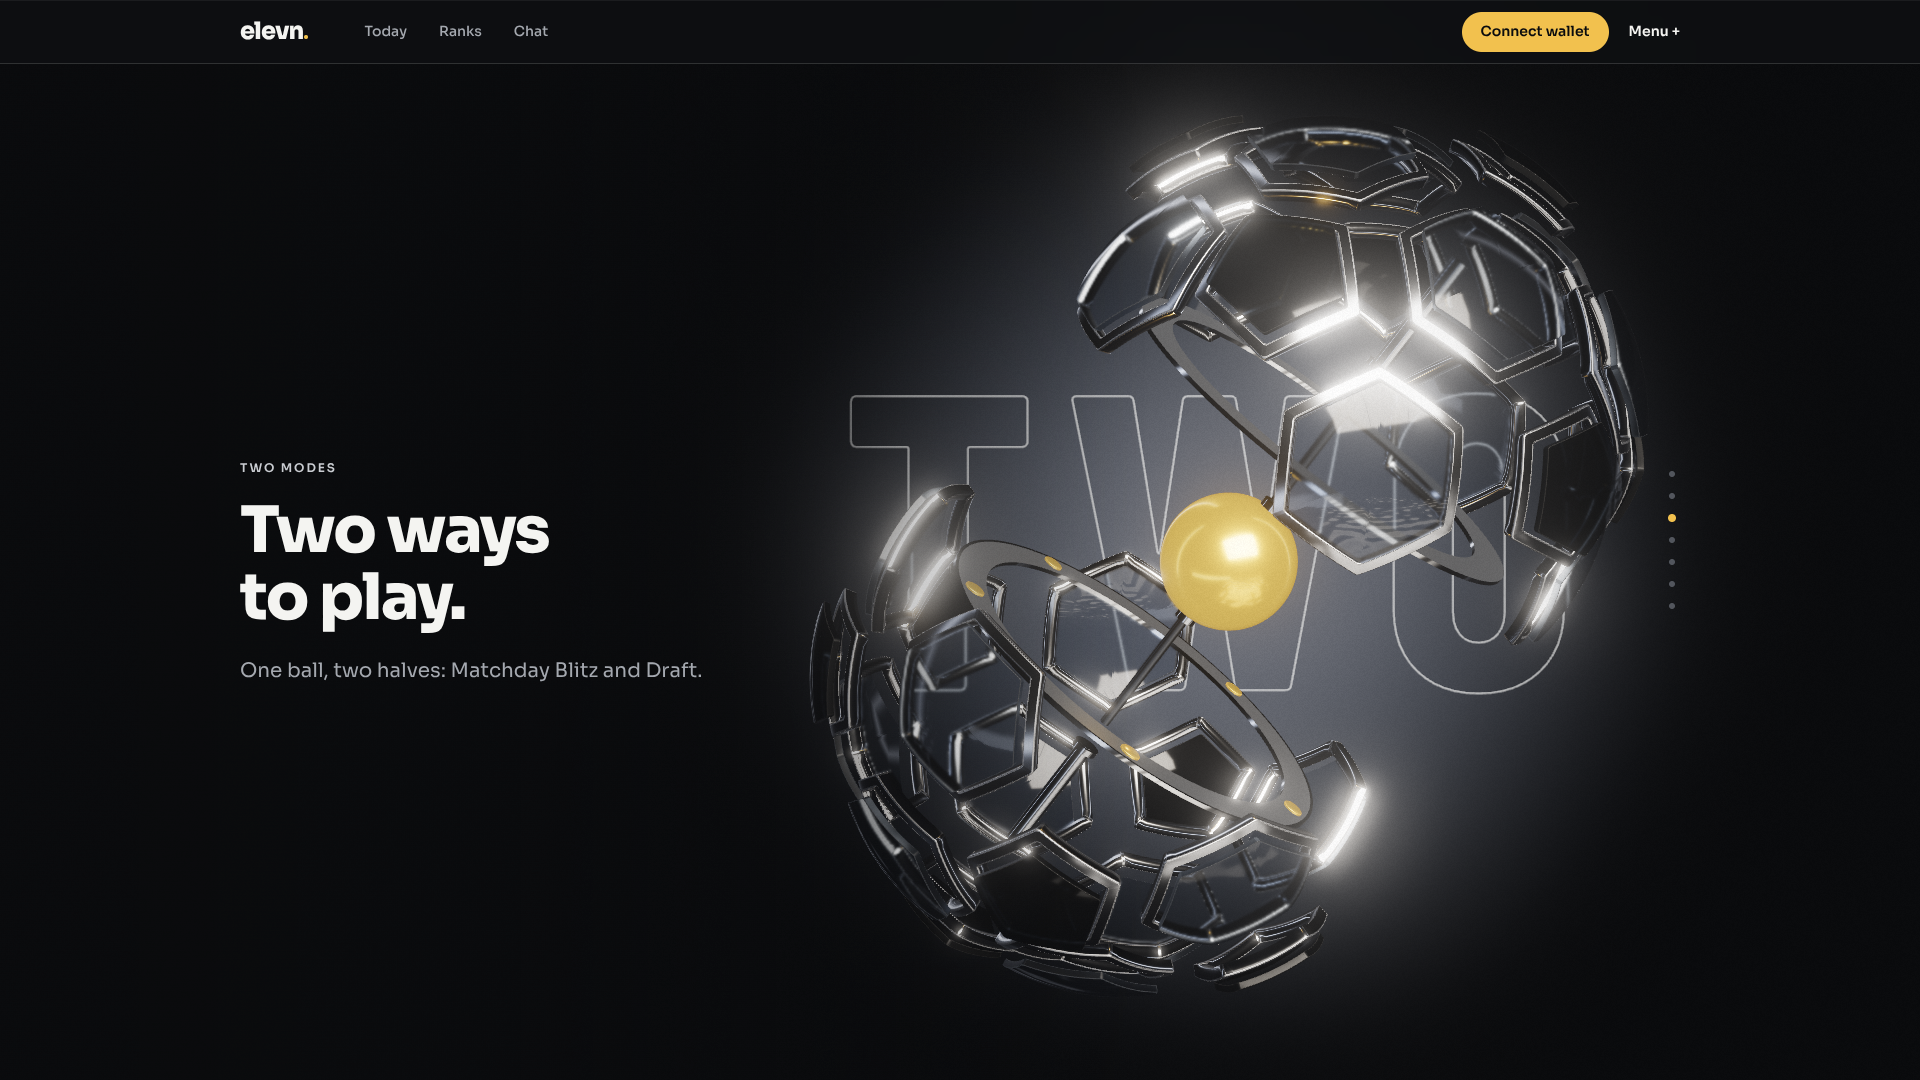 elevn.
Today
Ranks
Chat
Connect wallet
Menu +
TWO
TWO MODES
Two ways
to play.
One ball, two halves: Matchday Blitz and Draft.